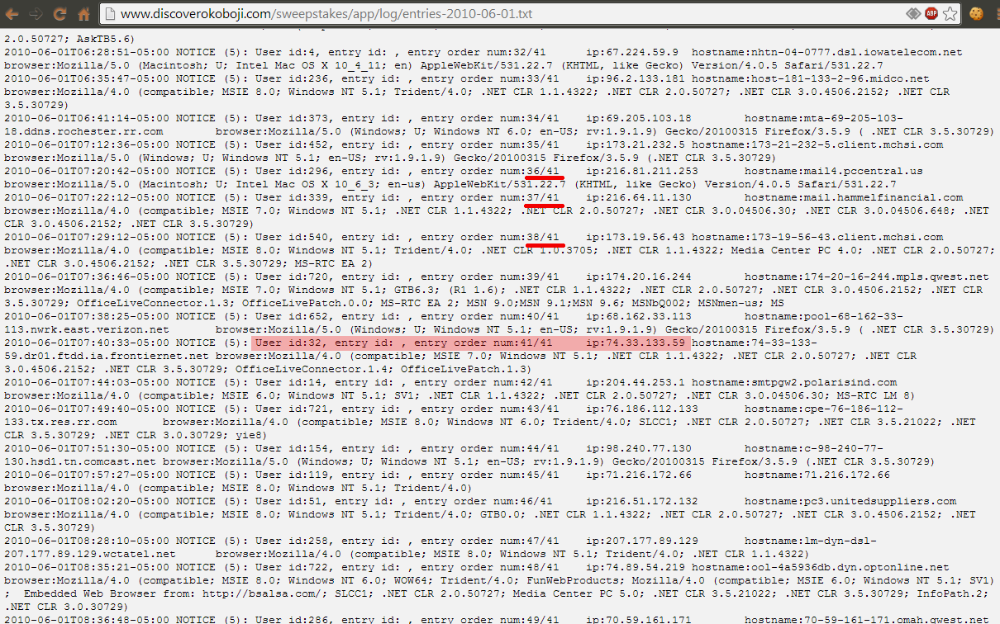 www.discoverokoboji.com/sweepstakes/app/log/entries-2010-06-01.txt
ABP
2.0.50727; AskTB5.6)
2010-06-01T06:28:51-05:00 NOTICE (5): User id:4, entry id: , entry order num:32/41 ip:67.224.59.9 hostname:nhtn-04-0777.dsl.iowatelecom.net
browser:Mozilla/5.0 (Macintosh; U; Intel Mac OS X 10_4_11; en) AppleWebKit/531.22.7 (KHTML, like Gecko) Version/4.0.5 Safari/531.22.7
2010-06-01T06:35:47-05:00 NOTICE (5): User id:236, entry id: , entry order num:33/41 ip:96.2.133.181 hostname:host-181-133-2-96.midco.net
browser:Mozilla/4.0 (compatible; MSIE 8.0; Windows NT 5.1; Trident/4.0; .NET CLR 1.1.4322; .NET CLR 2.0.50727; .NET CLR 3.0.4506.2152; .NET CLR
3.5.30729)
2010-06-01T06:41:14-05:00 NOTICE (5): User id:373, entry id: , entry order num:34/41 ip:69.205.103.18 hostname:mta-69-205-103-
18.ddns.rochester.rr.com browser:Mozilla/5.0 (Windows; U; Windows NT 6.0; en-US; rv:1.9.1.9) Gecko/20100315 Firefox/3.5.9 ( .NET CLR 3.5.30729)
2010-06-01T07:12:36-05:00 NOTICE (5): User id:452, entry id: , entry order num:35/41 ip:173.21.232.5 hostname:173-21-232-5.client.mchsi.com
browser:Mozilla/5.0 (Windows; U; Windows NT 5.1; en-US; rv:1.9.1.9) Gecko/20100315 Firefox/3.5.9 (.NET CLR 3.5.30729)
2010-06-01T07:20:42-05:00 NOTICE (5): User id:296, entry id: , entry order num:36/41 ip:216.81.211.253 hostname:mail4.pccentral.us
browser:Mozilla/5.0 (Macintosh; U; Intel Mac OS X 10_6_3; en-us) AppleWebKit/531.22.7 (KHTML, like Gecko) Version/4.0.5 Safari/531.22.7
2010-06-01T07:22:12-05:00 NOTICE (5): User id:339, entry id: , entry order num:37/41 ip:216.64.11.130 hostname:mail.hammelfinancial.com
browser:Mozilla/4.0 (compatible; MSIE 7.0; Windows NT 5.1; .NET CLR 1.1.4322; .NET CLR 2.0.50727; .NET CLR 3.0.04506.30; .NET CLR 3.0.04506.648; .NET
CLR 3.0.4506.2152; .NET CLR 3.5.30729)
2010-06-01T07:29:12-05:00 NOTICE (5): User id:540, entry id: , entry order num:38/41 ip:173.19.56.43 hostname:173-19-56-43.client.mchsi.com
browser:Mozilla/4.0 (compatible; MSIE 8.0; Windows NT 5.1; Trident/4.0; .NET CLR 1.0.3705; .NET CLR 1.1.4322; Media Center PC 4.0; .NET CLR 2.0.50727;
.NET CLR 3.0.4506.2152; .NET CLR 3.5.30729; MS-RTC EA 2)
2010-06-01T07:36:46-05:00 NOTICE (5): User id:720, entry id: , entry order num:39/41 ip:174.20.16.244 hostname:174-20-16-244.mpls.qwest.net
browser:Mozilla/4.0 (compatible; MSIE 7.0; Windows NT 5.1; GTB6.3; (R1 1.6); .NET CLR 1.1.4322; .NET CLR 2.0.50727; .NET CLR 3.0.4506.2152; .NET CLR
3.5.30729; OfficeLiveConnector.1.3; OfficeLivePatch.0.0; MS-RTC EA 2; MSN 9.0;MSN 9.1;MSN 9.6; MSNbQ002; MSNmen-us; MS
2010-06-01T07:38:25-05:00 NOTICE (5): User id:652, entry id: , entry order num:40/41 ip:68.162.33.113 hostname:pool-68-162-33-
113.nwrk.east.verizon.net browser:Mozilla/5.0 (Windows; U; Windows NT 5.1; en-US; rv:1.9.1.9) Gecko/20100315 Firefox/3.5.9 (.NET CLR 3.5.30729)
2010-06-01T07:40:33-05:00 NOTICE (5): User id:32, entry id: , entry order num:41/41 ip:74.33.133.59 hostname:74-33-133-
59.dr01.ftdd.ia.frontiernet.net browser:Mozilla/4.0 (compatible; MSIE 7.0; Windows NT 5.1; .NET CLR 1.1.4322; .NET CLR 2.0.50727; .NET CLR
3.0.4506.2152; .NET CLR 3.5.30729; OfficeLiveConnector.1.4; OfficeLivePatch.1.3)
2010-06-01T07:44:03-05:00 NOTICE (5): User id:14, entry id: , entry order num:42/41 ip:204.44.253.1 hostname:smtpgw2.polarisind.com
browser:Mozilla/4.0 (compatible; MSIE 6.0; Windows NT 5.1; SV1; .NET CLR 1.1.4322; .NET CLR 2.0.50727; .NET CLR 3.0.04506.30; MS-RTC LM 8)
2010-06-01T07:49:40-05:00 NOTICE (5): User id:721, entry id: , entry order num:43/41 ip:76.186.112.133 hostname:cpe-76-186-112-
133.tx.res.rr.com browser:Mozilla/4.0 (compatible; MSIE 8.0; Windows NT 6.0; Trident/4.0; SLCC1; .NET CLR 2.0.50727; .NET CLR 3.5.21022; .NET
CLR 3.5.30729; .NET CLR 3.0.30729; yie8)
2010-06-01T07:51:30-05:00 NOTICE (5): User id:154, entry id: , entry order num:44/41 ip:98.240.77.130 hostname:c-98-240-77-
130.hsd1.tn.comcast.net browser:Mozilla/5.0 (Windows; U; Windows NT 5.1; en-US; rv:1.9.1.9) Gecko/20100315 Firefox/3.5.9 (.NET CLR 3.5.30729)
2010-06-01T07:57:27-05:00 NOTICE (5): User id:119, entry id: , entry order num:45/41 ip:71.216.172.66 hostname:71.216.172.66
browser:Mozilla/4.0 (compatible; MSIE 8.0; Windows NT 5.1; Trident/4.0)
2010-06-01T08:02:20-05:00 NOTICE (5): User id:51, entry id: , entry order num:46/41 ip:216.51.172.132 hostname:pc3.unitedsuppliers.com
browser:Mozilla/4.0 (compatible; MSIE 8.0; Windows NT 5.1; Trident/4.0; GTB0.0; .NET CLR 1.1.4322; .NET CLR 2.0.50727; .NET CLR 3.0.4506.2152; .NET
CLR 3.5.30729)
2010-06-01T08:28:10-05:00 NOTICE (5): User id:258, entry id: , entry order num:47/41 ip:207.177.89.129 hostname:lm-dyn-dsl-
207.177.89.129.wctatel.net browser:Mozilla/4.0 (compatible; MSIE 8.0; Windows NT 5.1; Trident/4.0; .NET CLR 1.1.4322)
2010-06-01T08:35:21-05:00 NOTICE (5): User id:722, entry id: , entry order num:48/41 ip:74.89.54.219 hostname:ool-4a5936db.dyn.optonline.net
browser:Mozilla/4.0 (compatible; MSIE 8.0; Windows NT 6.0; WOW64; Trident/4.0; FunWebProducts; Mozilla/4.0 (compatible; MSIE 6.0; Windows NT 5.1; SV1)
; Embedded Web Browser from: http://bsalsa.com/; SLCC1; .NET CLR 2.0.50727; Media Center PC 5.0; .NET CLR 3.5.21022; .NET CLR 3.5.30729; InfoPath.2;
.NET CLR 3.0.30729)
2010-06-01T08:36:48-05:00 NOTICE (5): User id:286, entry id: , entry order num:49/41 ip:70.59.161.171 hostname:70-59-161-171.omah.qwest.net